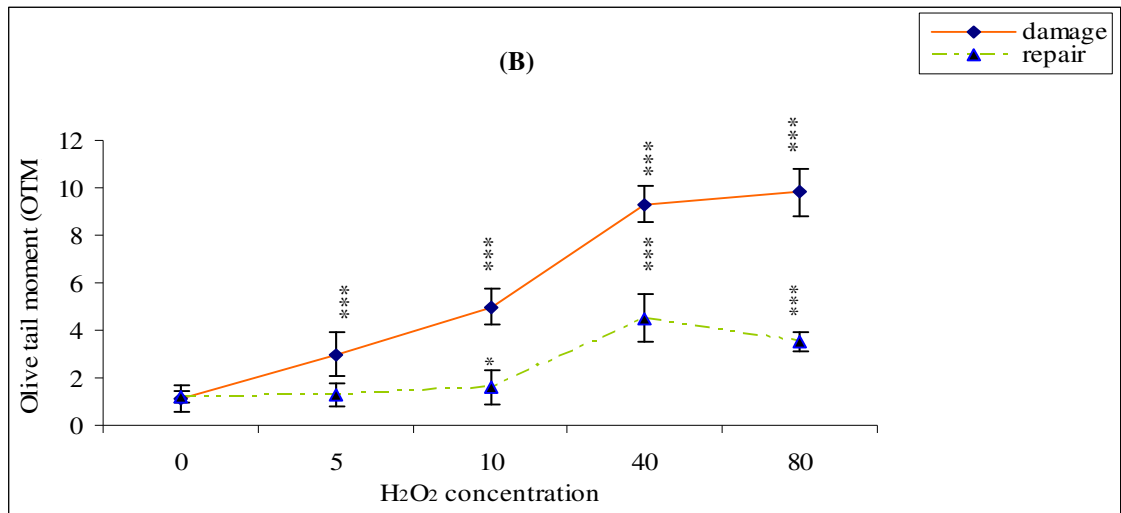 damage
repair
(B)
Olive tail moment (OTM
12
10
8
6
4
2
0
***
***
***
***
***
*
***
0 5 10 40 80
H2O2 concentration